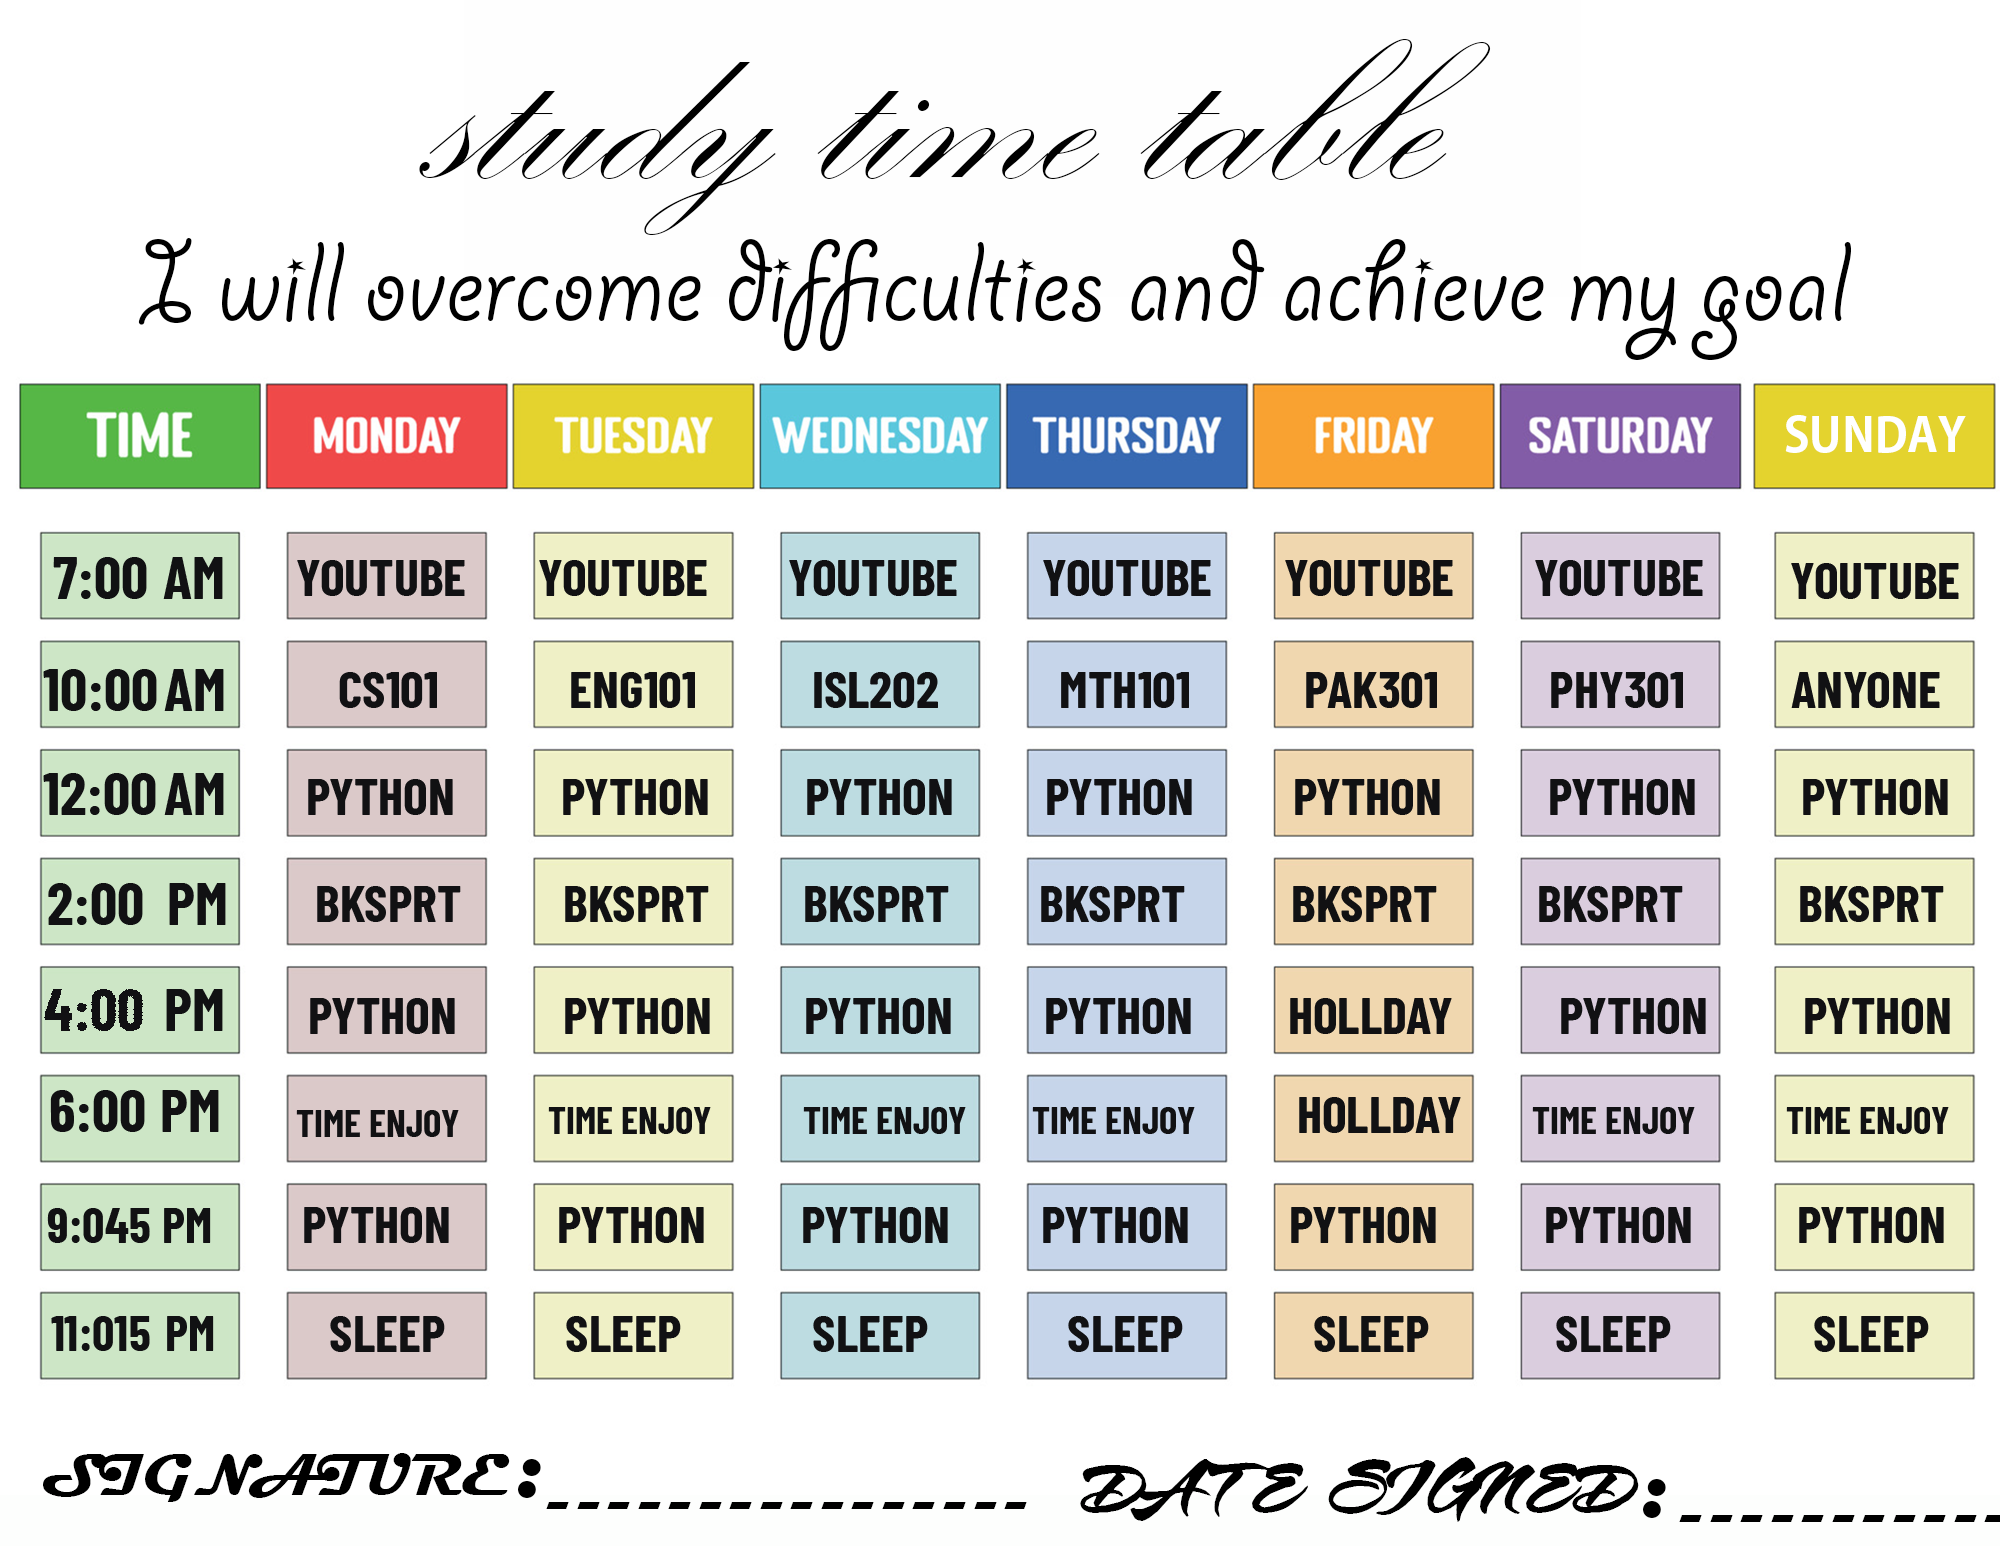 study time table
I will overcome difficulties and achieve my goal
TIME MONDAY TUESDAY WEDNESDAY THURSDAY FRIDAY SATURDAY SUNDAY
7:00 AM YOUTUBE YOUTUBE YOUTUBE YOUTUBE YOUTUBE YOUTUBE YOUTUBE
10:00 AM CS101 ENG101 ISL202 MTH101 PAK301 PHY301 ANYONE
12:00 AM PYTHON PYTHON PYTHON PYTHON PYTHON PYTHON PYTHON
2:00 PM BKSPRT BKSPRT BKSPRT BKSPRT BKSPRT BKSPRT BKSPRT
4:00 PM PYTHON PYTHON PYTHON PYTHON HOLLDAY PYTHON PYTHON
6:00 PM TIME ENJOY TIME ENJOY TIME ENJOY TIME ENJOY HOLLDAY TIME ENJOY TIME ENJOY
9:045 PM PYTHON PYTHON PYTHON PYTHON PYTHON PYTHON PYTHON
11:015 PM SLEEP SLEEP SLEEP SLEEP SLEEP SLEEP SLEEP
SIGNATURE:---------------- DATE SIGNED:-----------